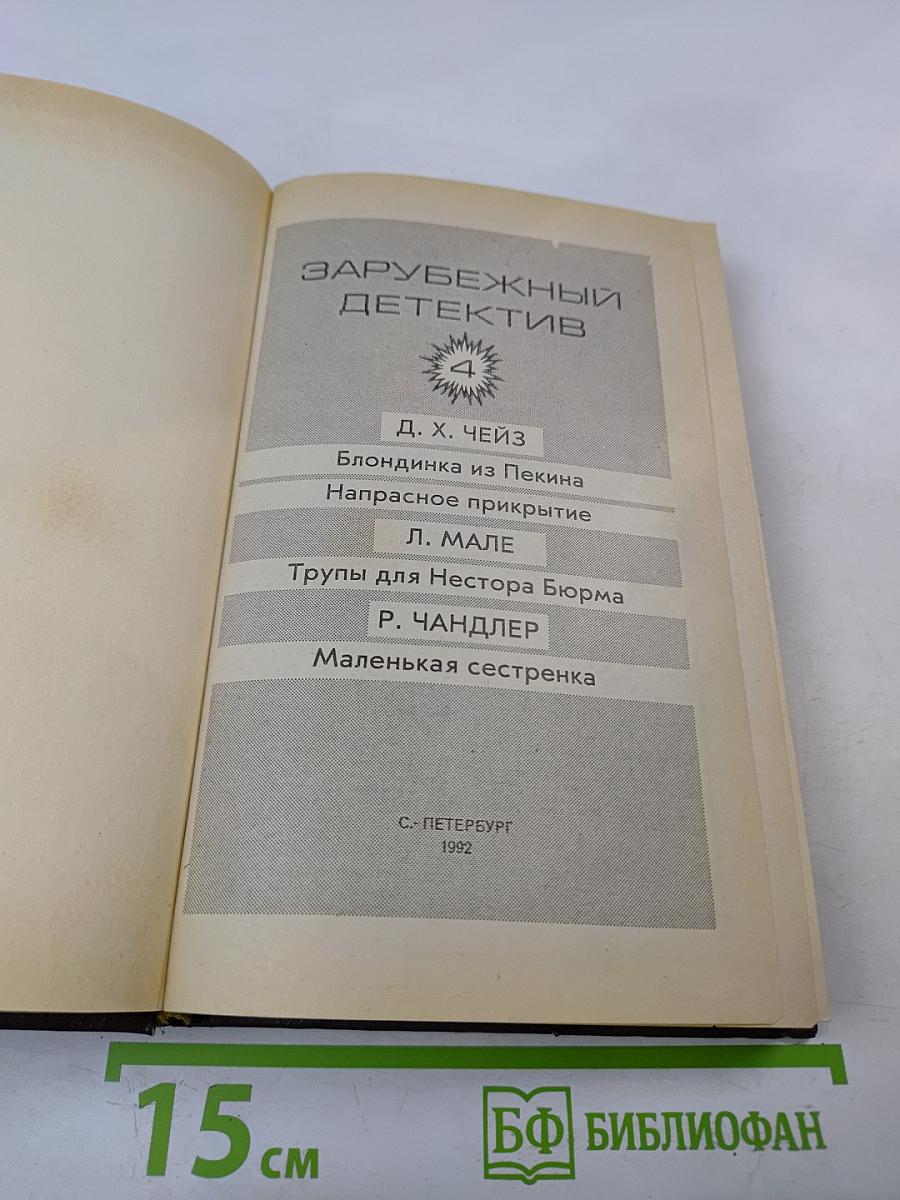 ЗАРУБЕЖНЫЙ
ДЕТЕКТИВ
4
Д. Х. ЧЕЙЗ
Блондинка из Пекина
Напрасное прикрытие
Л. МАЛЕ
Трупы для Нестора Бюрма
Р. ЧАНДЛЕР
Маленькая сестренка
С.- ПЕТЕРБУРГ
1992
15 см
БФ БИБЛИОФАН